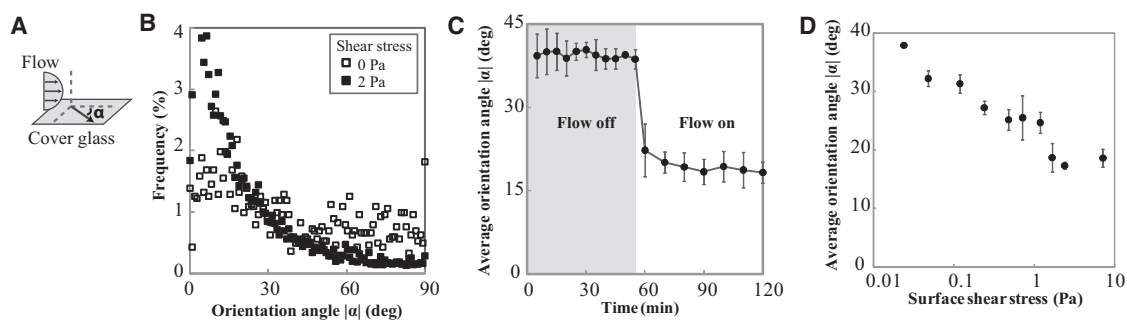 A
Flow
α
Cover glass
B
Frequency (%)
4
3
2
1
0
Shear stress
0 Pa
2 Pa
0
30
60
90
Orientation angle |α| (deg)
C
Average orientation angle |α| (deg)
45
30
15
0
Flow off
Flow on
0
30
60
90
120
Time (min)
D
Average orientation angle |α| (deg)
40
30
20
10
0
0.01
0.1
1
10
Surface shear stress (Pa)